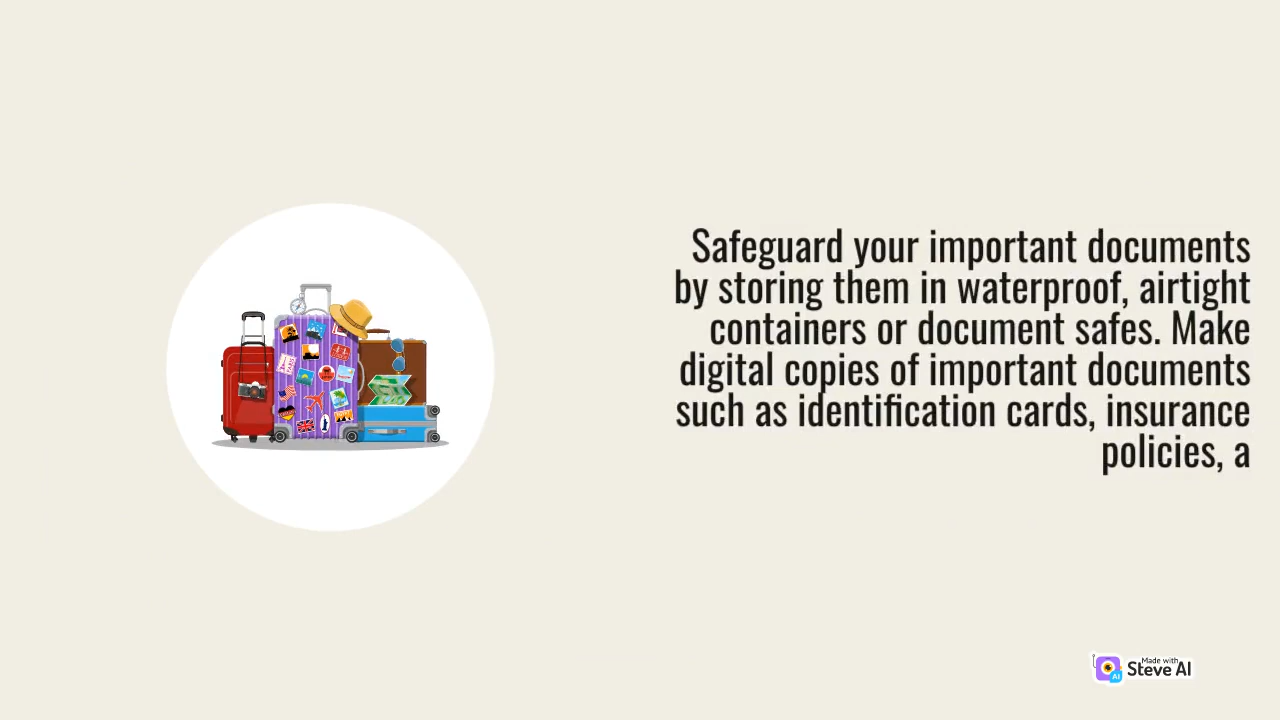 Safeguard your important documents
by storing them in waterproof, airtight
containers or document safes. Make
digital copies of important documents
such as identification cards, insurance
policies, a
Made with
Steve AI